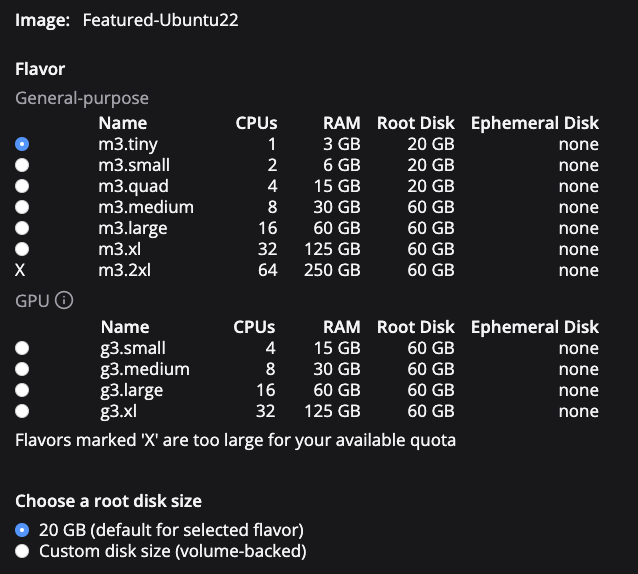 Image: Featured-Ubuntu22
Flavor
General-purpose
Name CPUs RAM Root Disk Ephemeral Disk
m3.tiny 1 3 GB 20 GB none
m3.small 2 6 GB 20 GB none
m3.quad 4 15 GB 20 GB none
m3.medium 8 30 GB 60 GB none
m3.large 16 60 GB 60 GB none
m3.xl 32 125 GB 60 GB none
X m3.2xl 64 250 GB 60 GB none
GPU
Name CPUs RAM Root Disk Ephemeral Disk
g3.small 4 15 GB 60 GB none
g3.medium 8 30 GB 60 GB none
g3.large 16 60 GB 60 GB none
g3.xl 32 125 GB 60 GB none
Flavors marked 'X' are too large for your available quota
Choose a root disk size
20 GB (default for selected flavor)
Custom disk size (volume-backed)